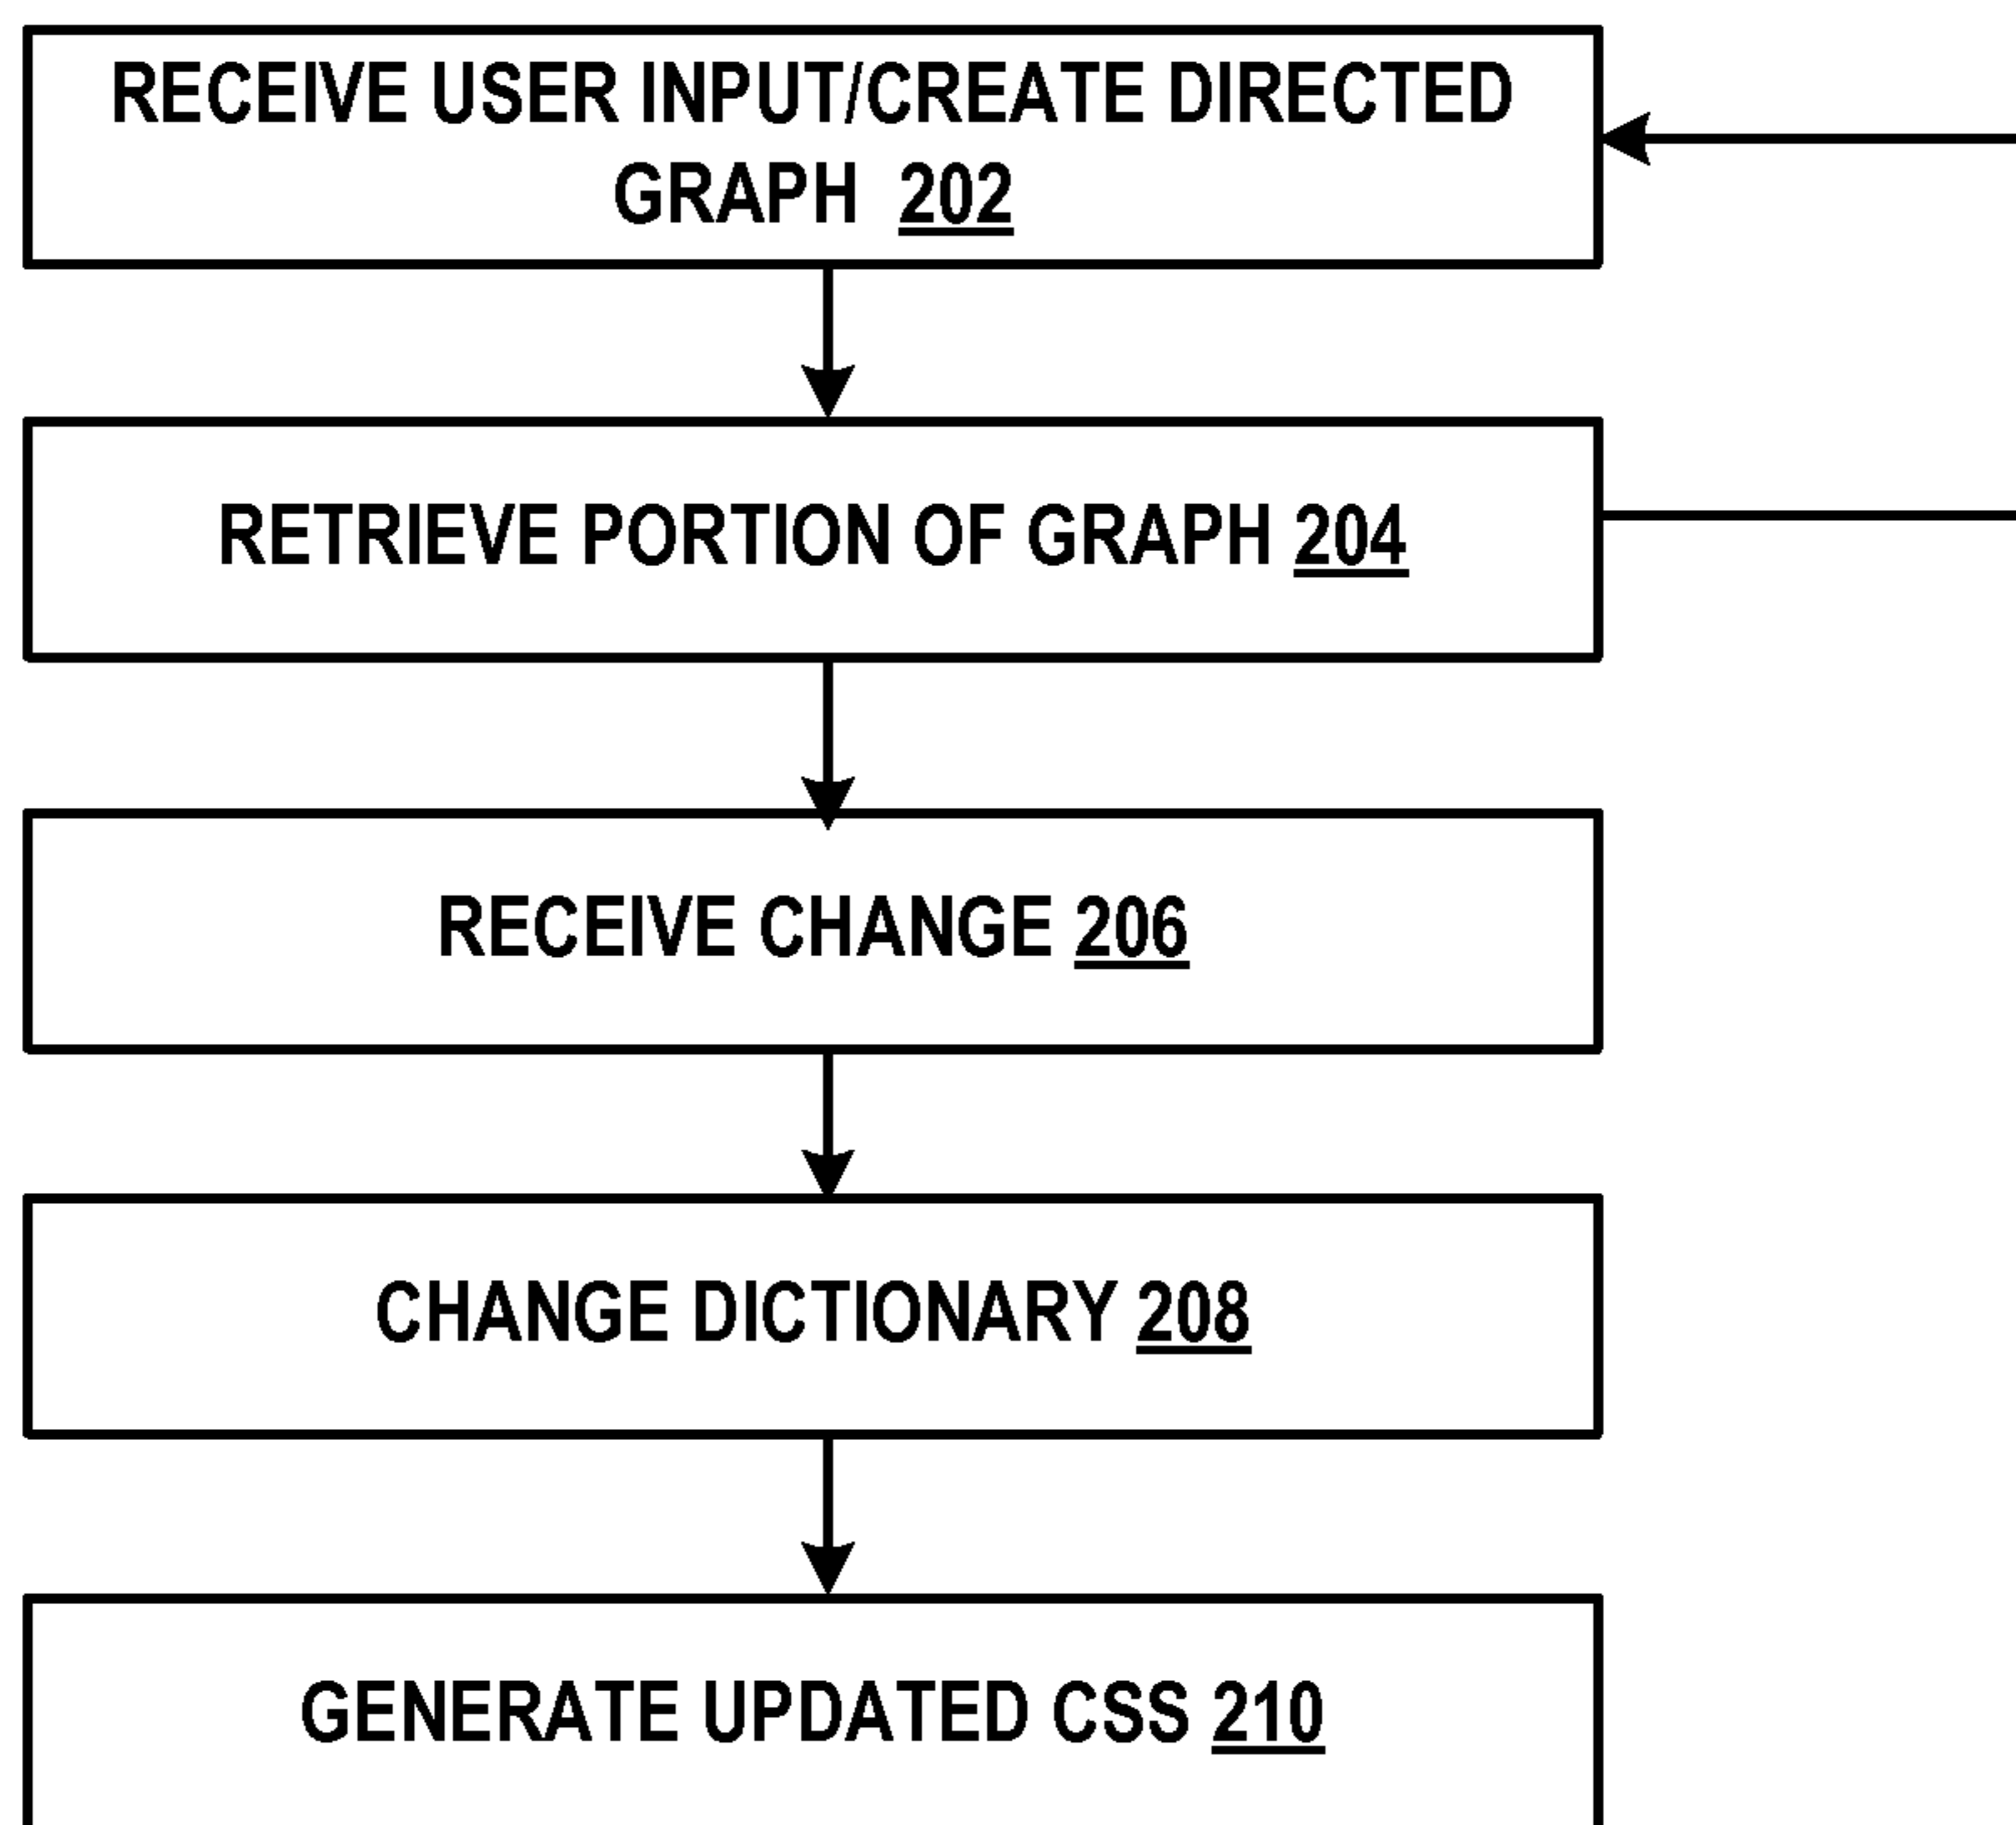 RECEIVE USER INPUT/CREATE DIRECTED
GRAPH 202
RETRIEVE PORTION OF GRAPH 204
RECEIVE CHANGE 206
CHANGE DICTIONARY 208
GENERATE UPDATED CSS 210